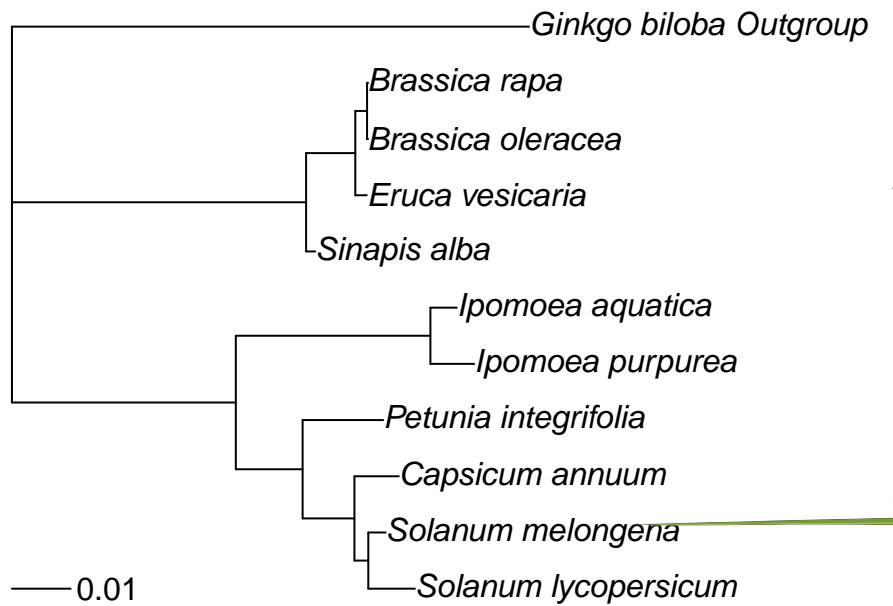 Ginkgo biloba Outgroup
Brassica rapa
Brassica oleracea
Eruca vesicaria
Sinapis alba
Ipomoea aquatica
Ipomoea purpurea
Petunia integrifolia
Capsicum annuum
Solanum melongena
Solanum lycopersicum
0.01